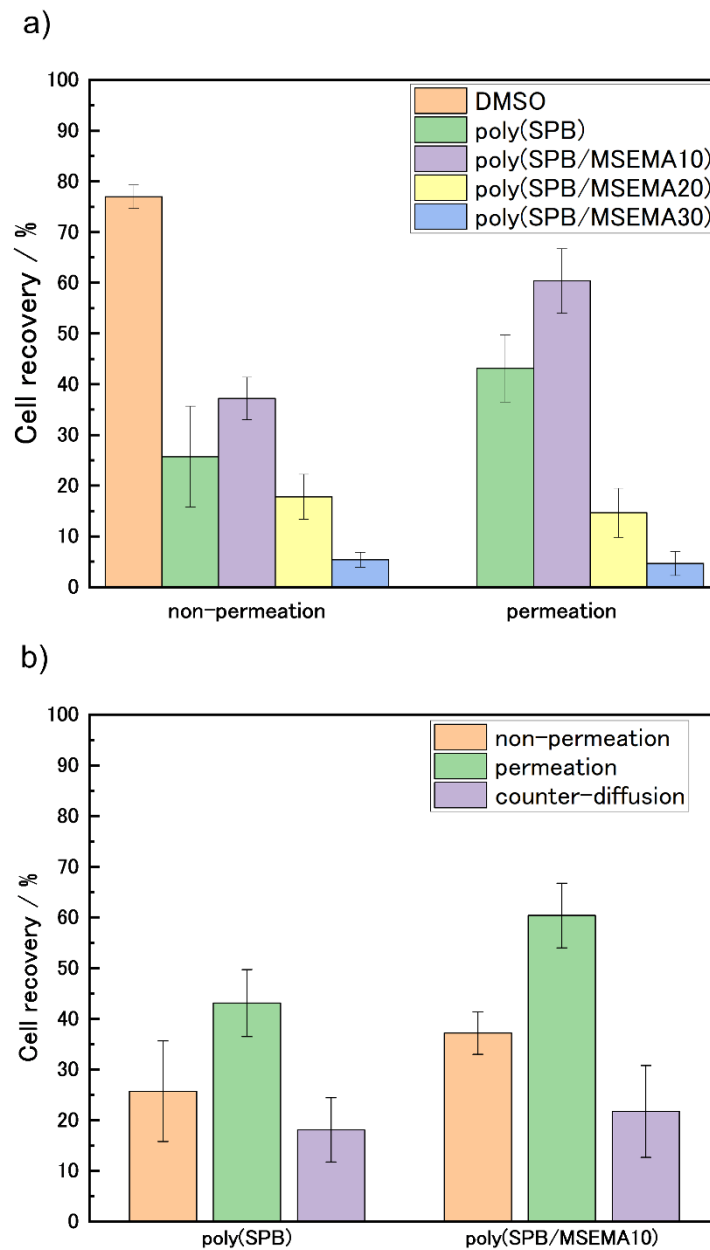 a)
Cell recovery / %
100
90
80
70
60
50
40
30
20
10
0
DMSO
poly(SPB)
poly(SPB/MSEMA10)
poly(SPB/MSEMA20)
poly(SPB/MSEMA30)
non-permeation
permeation
b)
Cell recovery / %
100
90
80
70
60
50
40
30
20
10
0
non-permeation
permeation
counter-diffusion
poly(SPB)
poly(SPB/MSEMA10)